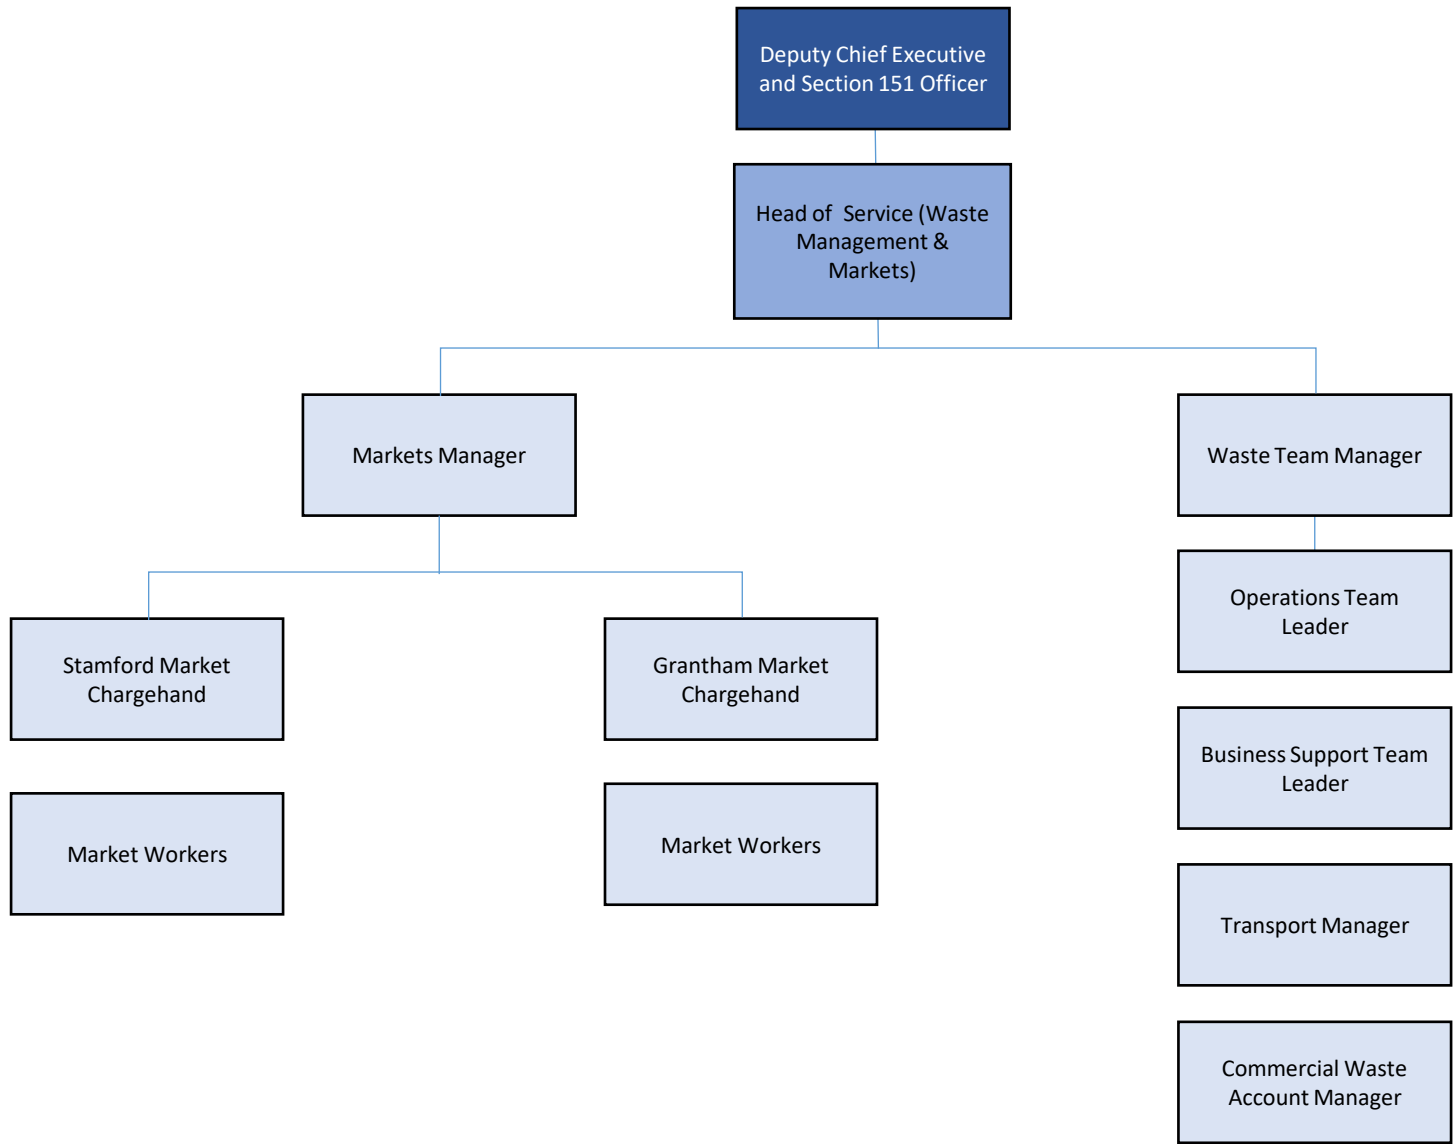 Deputy Chief Executive
and Section 151 Officer
Head of Service (Waste
Management &
Markets)
Markets Manager
Waste Team Manager
Stamford Market
Chargehand
Grantham Market
Chargehand
Operations Team
Leader
Market Workers
Market Workers
Business Support Team
Leader
Transport Manager
Commercial Waste
Account Manager